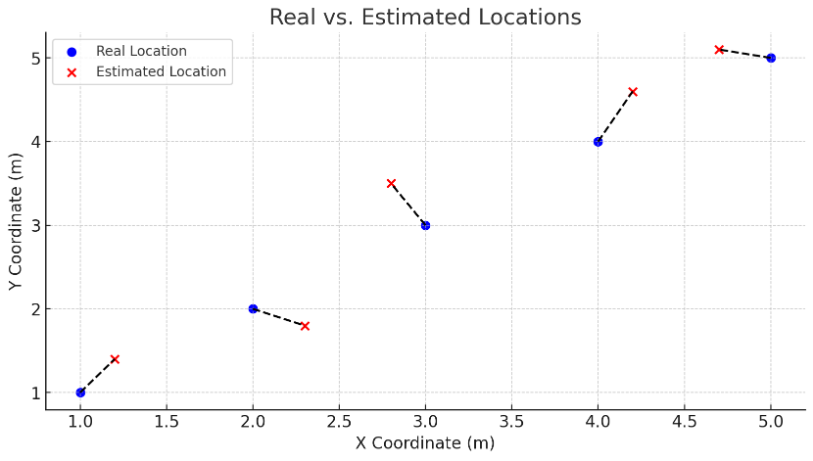 Real vs. Estimated Locations
Real Location
Estimated Location
Y Coordinate (m)
5
4
3
2
1
1.0 1.5 2.0 2.5 3.0 3.5 4.0 4.5 5.0
X Coordinate (m)